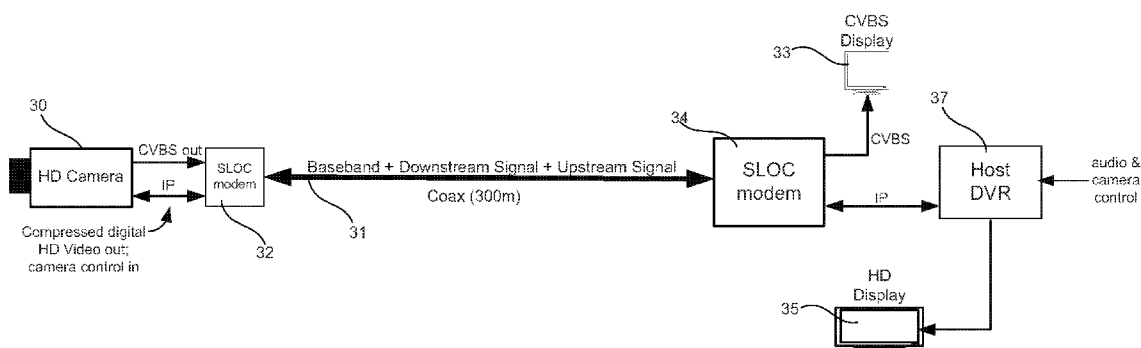 CVBS
Display
33
30
37
34
CVBS out
CVBS
HD Camera
SLOC
modem
Baseband + Downstream Signal + Upstream Signal
SLOC
modem
Host
DVR
audio &
camera
control
IP
Coax (300m)
IP
31
32
Compressed digital
HD Video out;
camera control in
HD
Display
35